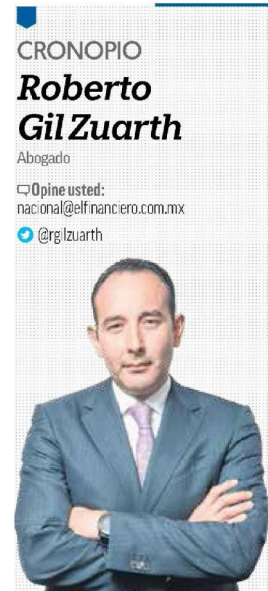 CRONOPIO
Roberto
Gil Zuarth
Abogado
Opine usted:
nacional@elfinanciero.com.mx
@rgilzuarth